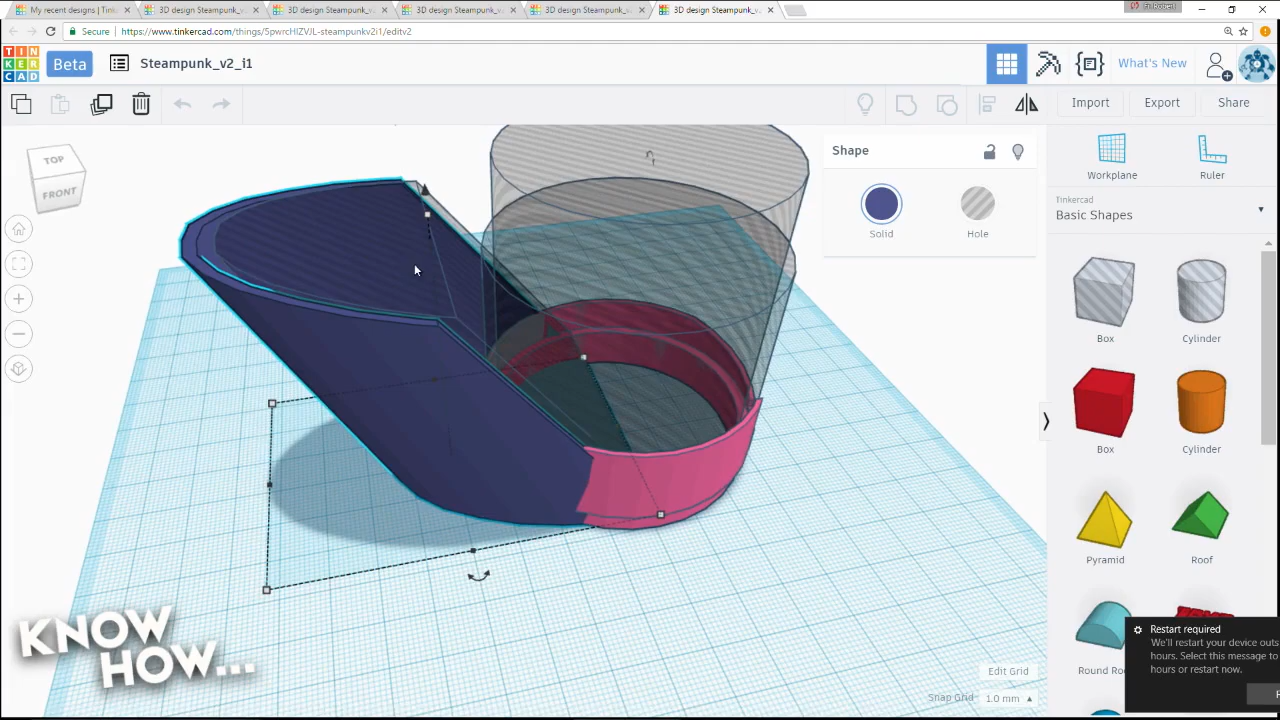 My recent designs | Tink
3D design Steampunk_v
3D design Steampunk_v
3D design Steampunk_v
3D design Steampunk_v
3D design Steampunk_v
Secure
https://www.tinkercad.com/things/5pwrcHIZVJL-steampunkv2i1/editv2
TIN
KER
CAD
Beta
Steampunk_v2_i1
What's New
Import
Export
Share
TOP
FRONT
Shape
Solid
Hole
Workplane
Ruler
Tinkercad
Basic Shapes
Box
Cylinder
Box
Cylinder
Pyramid
Roof
Round Ro
Restart required
We'll restart your device outs
hours. Select this message to
hours or restart now.
Edit Grid
Snap Grid
1.0 mm
KNOW
HOW...